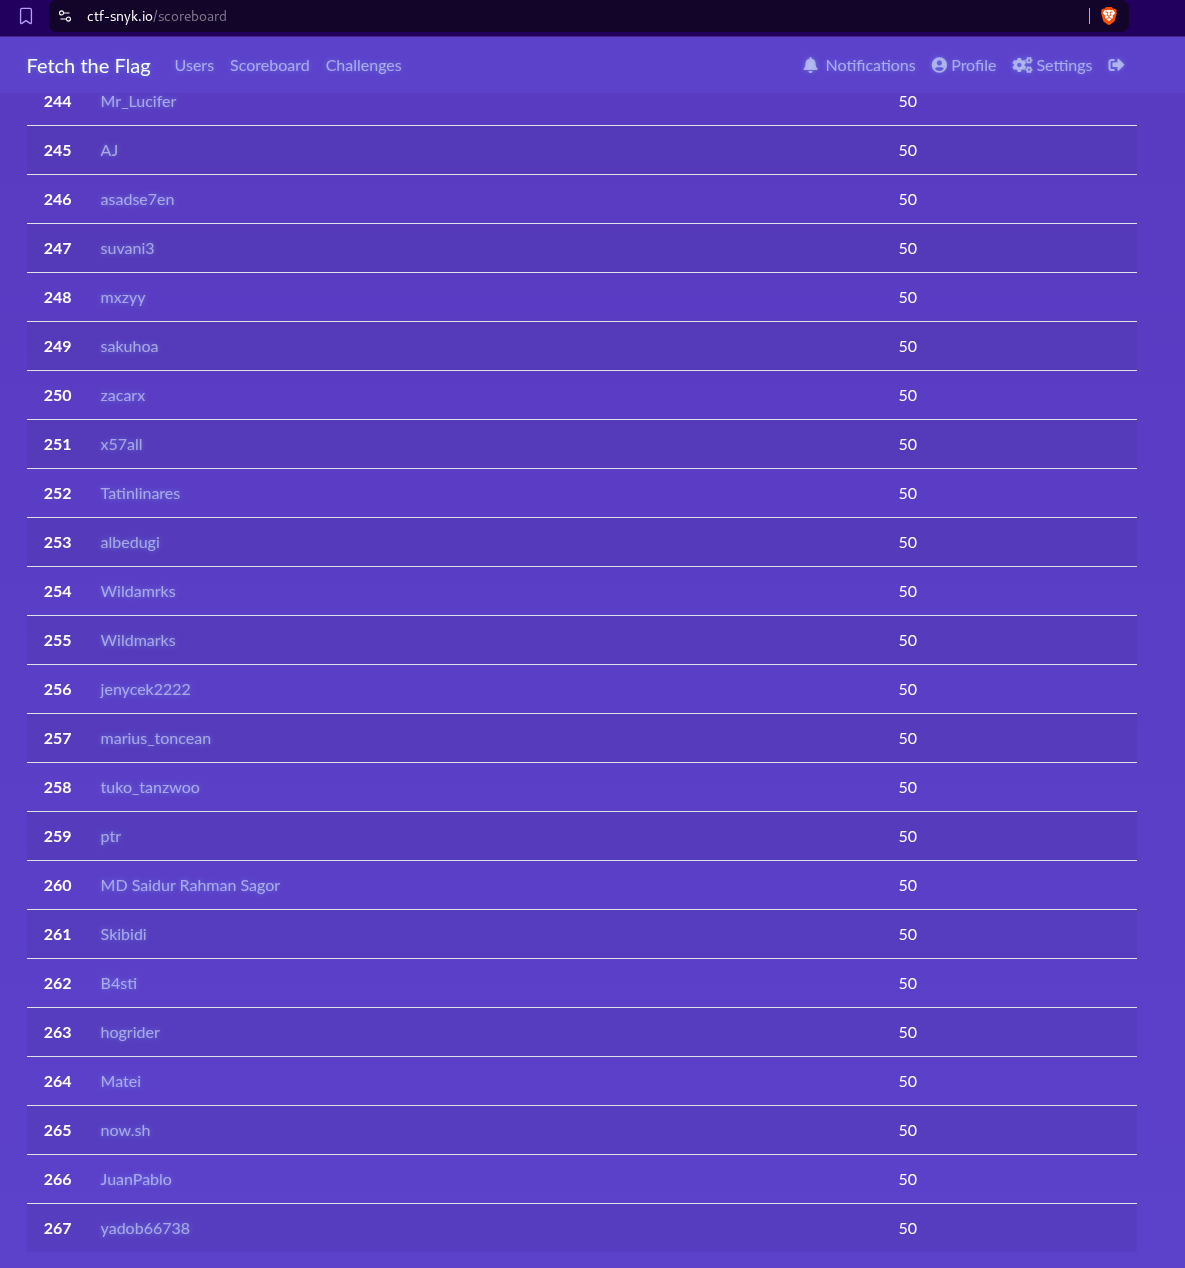 ctf-snyk.io/scoreboard
Fetch the Flag Users Scoreboard Challenges Notifications Profile Settings
244 Mr_Lucifer 50
245 AJ 50
246 asadse7en 50
247 suvani3 50
248 mxzyy 50
249 sakuhoa 50
250 zacarx 50
251 x57all 50
252 Tatinlinares 50
253 albedugi 50
254 Wildamrks 50
255 Wildmarks 50
256 jenycek2222 50
257 marius_toncean 50
258 tuko_tanzwoo 50
259 ptr 50
260 MD Saidur Rahman Sagor 50
261 Skibidi 50
262 B4sti 50
263 hogrider 50
264 Matei 50
265 now.sh 50
266 JuanPablo 50
267 yadob66738 50